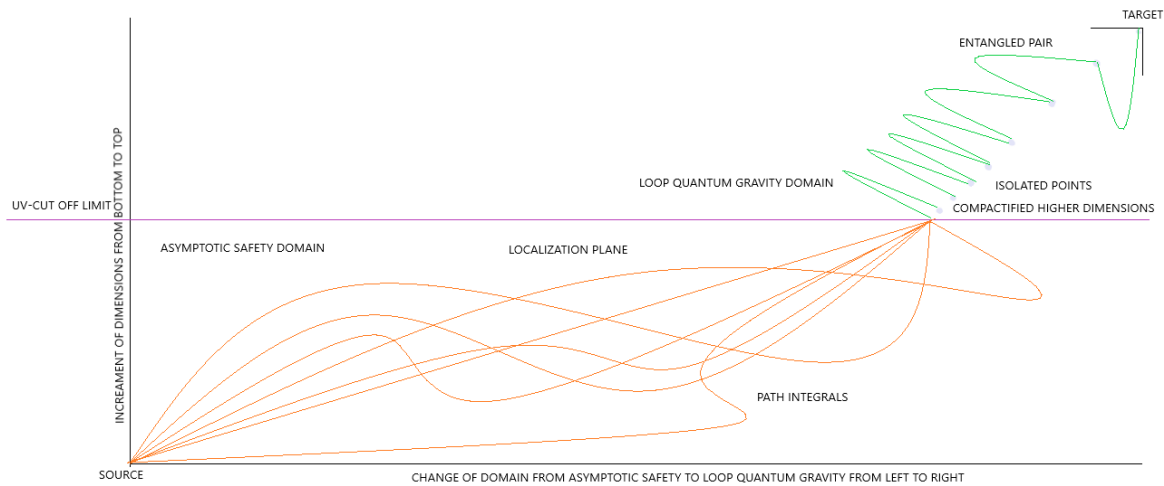 TARGET
ENTANGLED PAIR
LOOP QUANTUM GRAVITY DOMAIN
ISOLATED POINTS
UV-CUT OFF LIMIT
COMPACTIFIED HIGHER DIMENSIONS
ASYMPTOTIC SAFETY DOMAIN
LOCALIZATION PLANE
INCREAMENT OF DIMENSIONS FROM BOTTOM TO TOP
PATH INTEGRALS
SOURCE
CHANGE OF DOMAIN FROM ASYMPTOTIC SAFETY TO LOOP QUANTUM GRAVITY FROM LEFT TO RIGHT